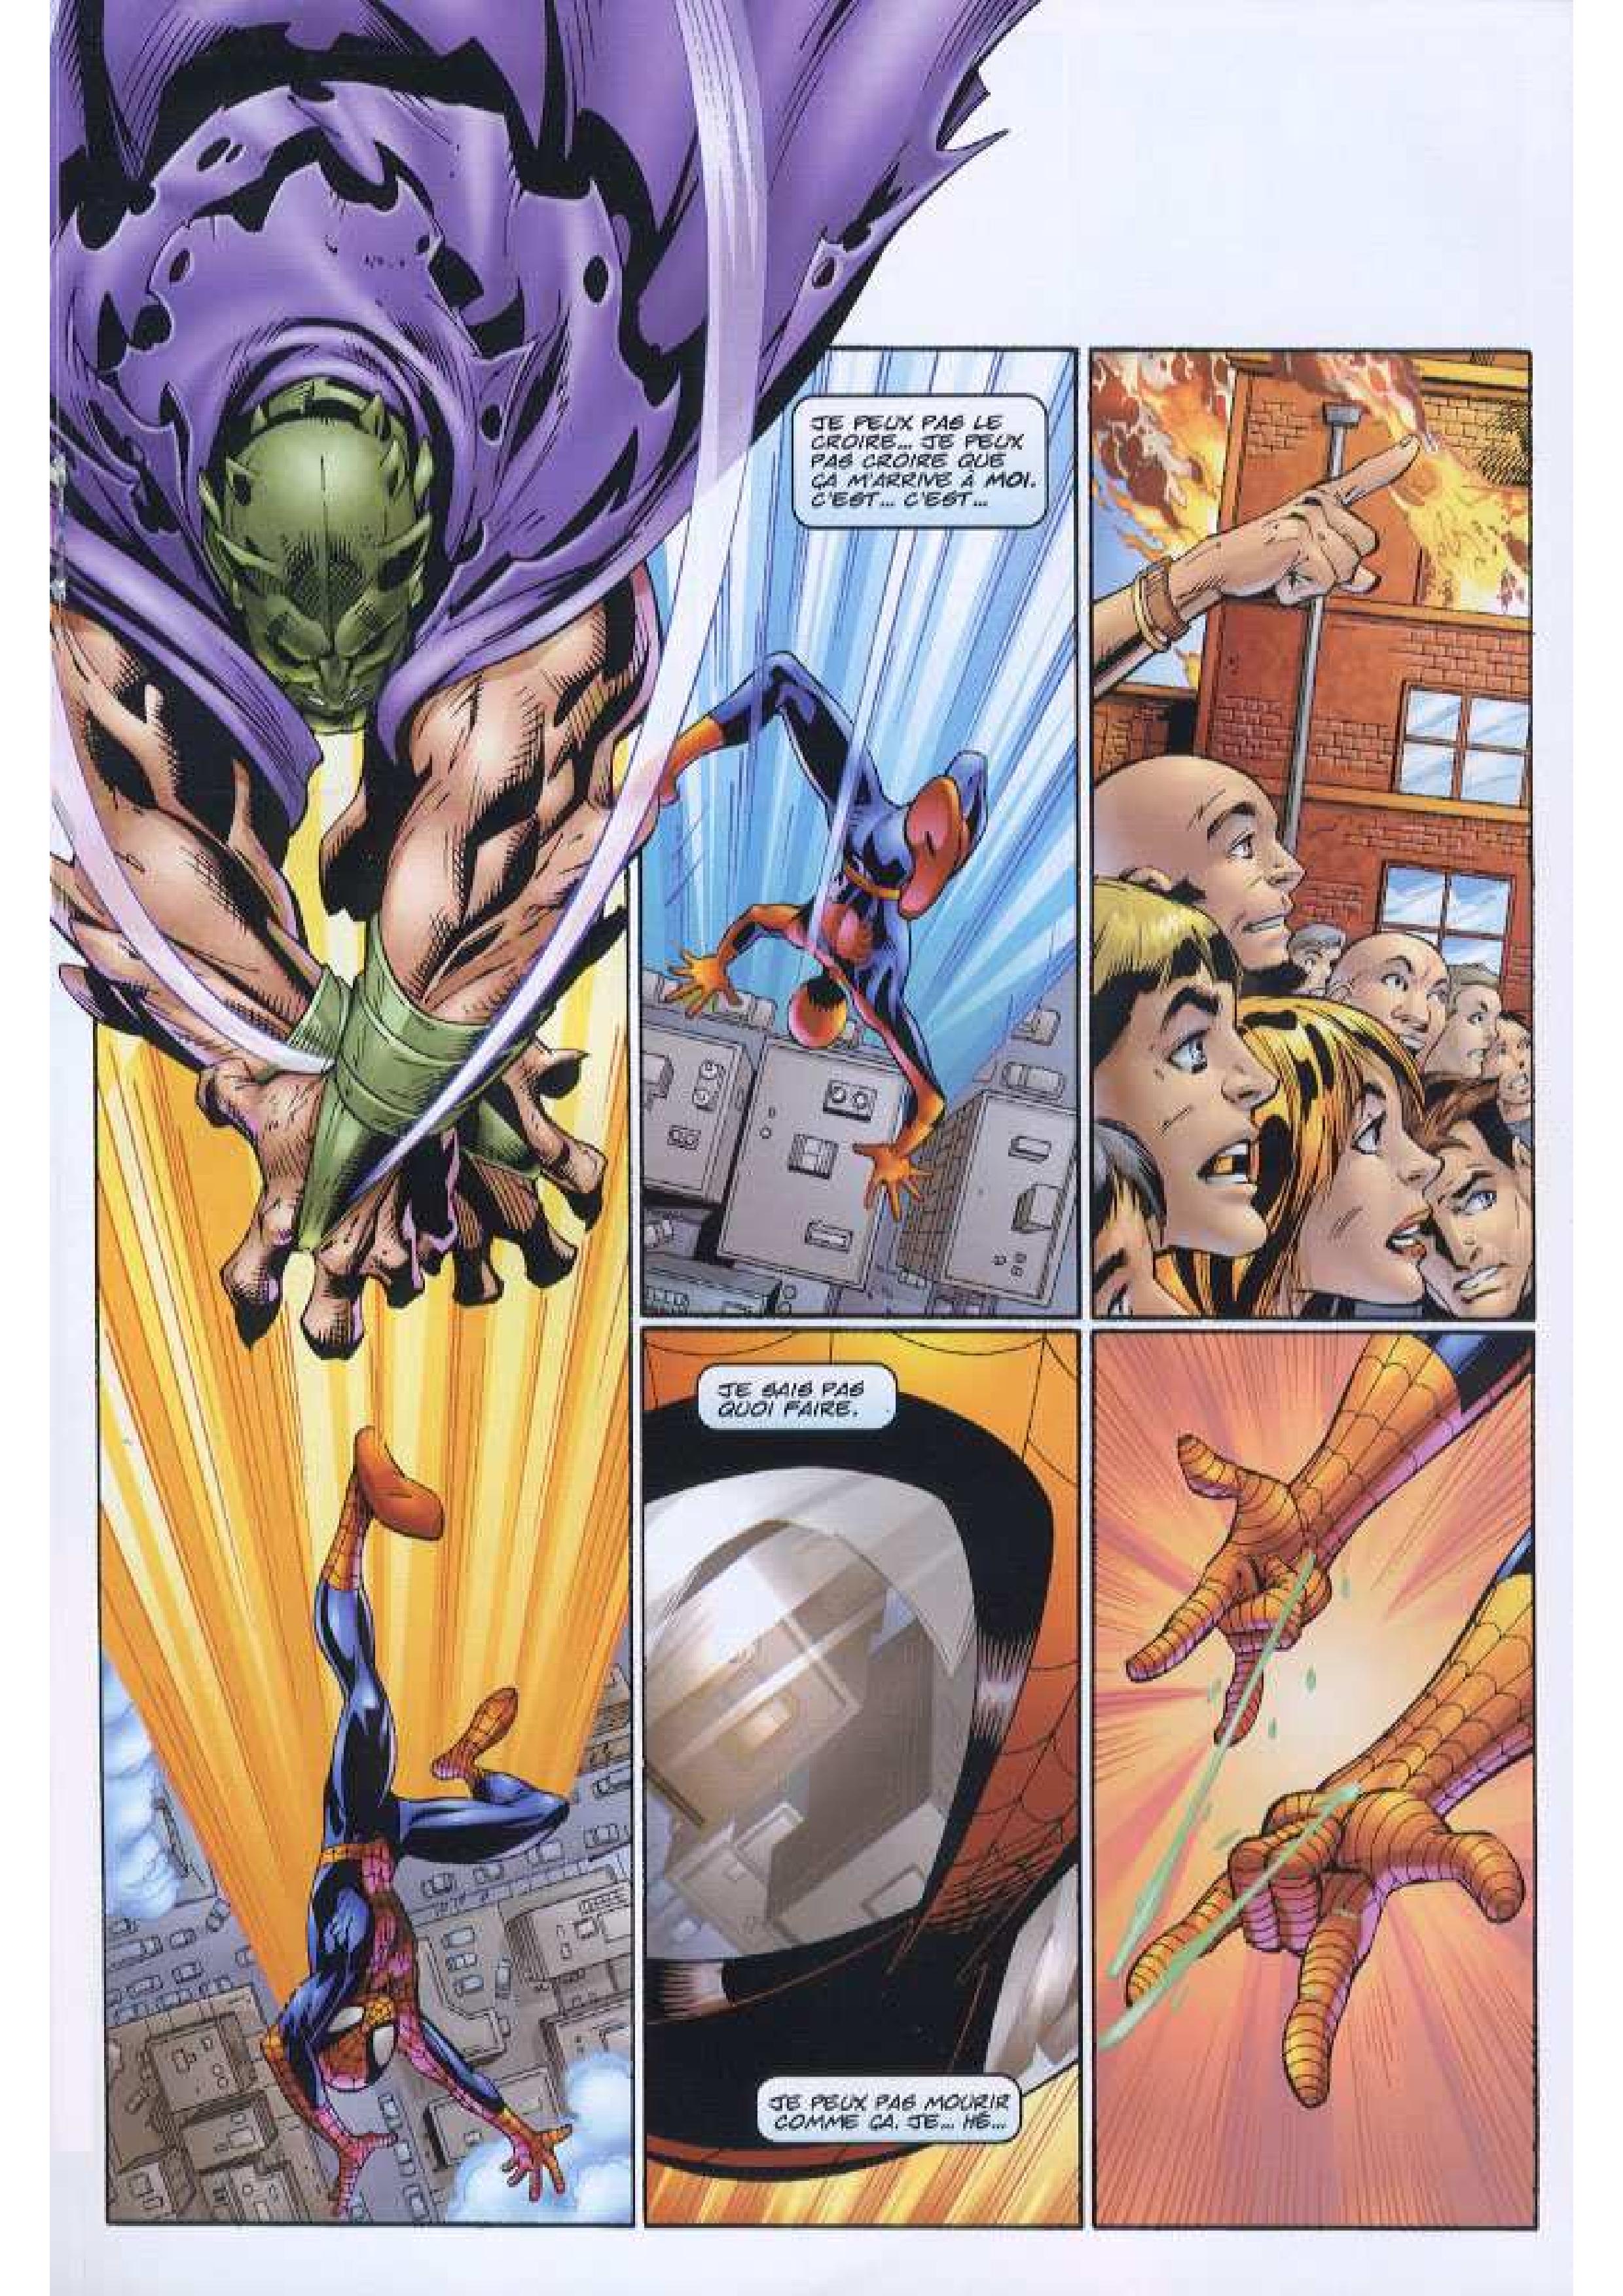 JE PEUX PAS LE
CROIRE... JE PEUX
PAS CROIRE QUE
ÇA M'ARRIVE À MOI.
C'EST... C'EST...
JE SAIS PAS
QUOI FAIRE.
JE PEUX PAS MOURIR
COMME ÇA. JE... HÉ...